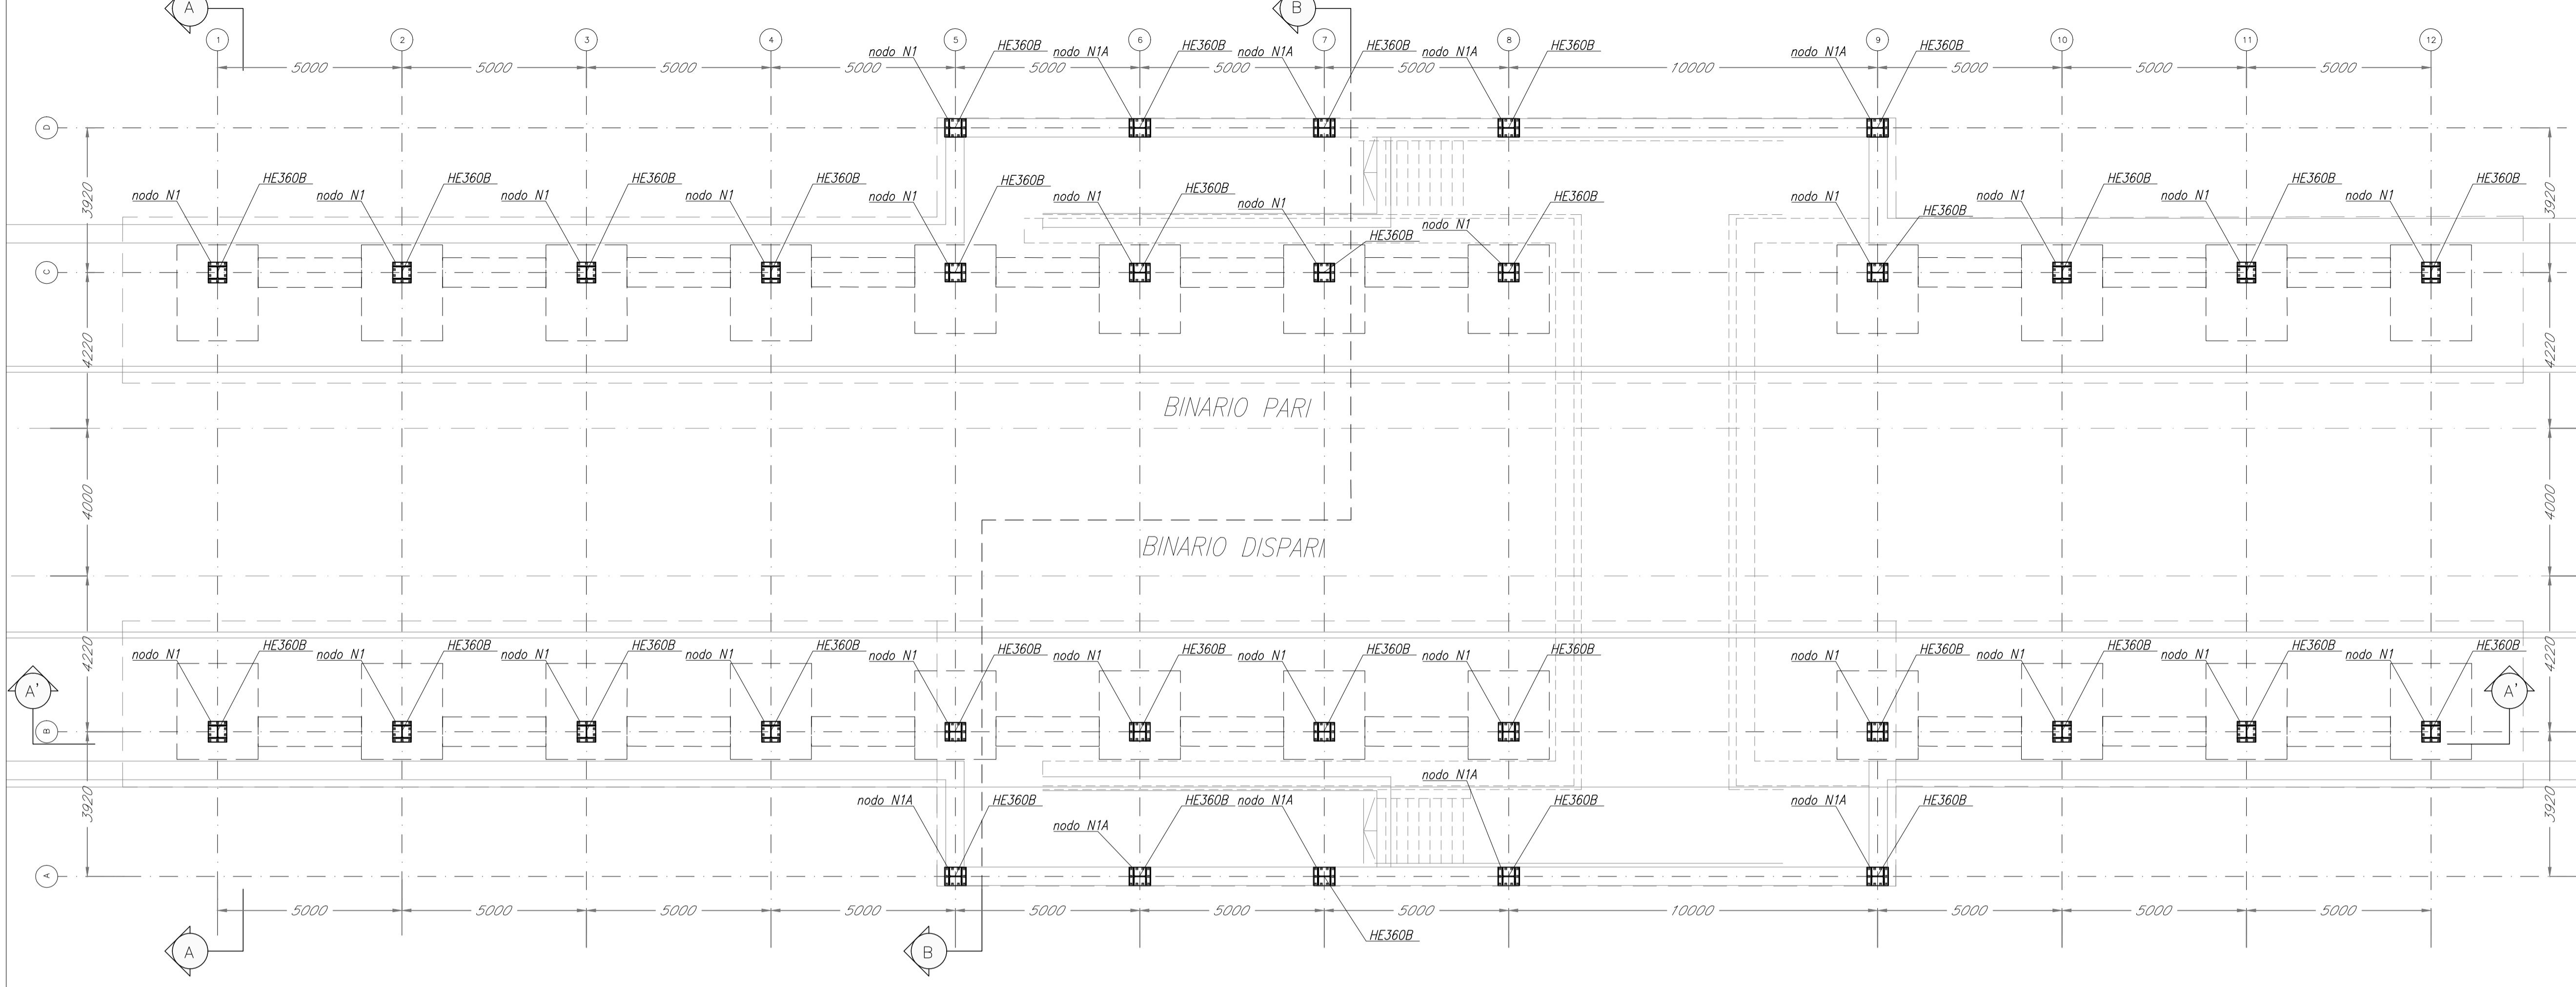 A B
1 2 3 4 5 6 7 8 9 10 11 12
nodo N1 HE360B nodo N1A HE360B nodo N1A HE360B nodo N1A HE360B nodo N1A HE360B
5000 5000 5000 5000 5000 5000 5000 10000 5000 5000 5000
D
3920 3920
nodo N1 HE360B nodo N1 HE360B nodo N1 HE360B nodo N1 HE360B nodo N1 HE360B nodo N1 HE360B nodo N1 HE360B nodo N1 HE360B nodo N1 HE360B nodo N1 HE360B nodo N1 HE360B nodo N1 HE360B
C
4220 4220
BINARIO PARI
4000 4000
BINARIO DISPARI
4220 4220
nodo N1 HE360B nodo N1 HE360B nodo N1 HE360B nodo N1 HE360B nodo N1 HE360B nodo N1 HE360B nodo N1 HE360B nodo N1 HE360B nodo N1 HE360B nodo N1 HE360B nodo N1 HE360B nodo N1 HE360B
A' A'
B
3920 3920
nodo N1A HE360B nodo N1A HE360B nodo N1A HE360B nodo N1A HE360B nodo N1A HE360B
A
5000 5000 5000 5000 5000 5000 5000 10000 5000 5000 5000
A B